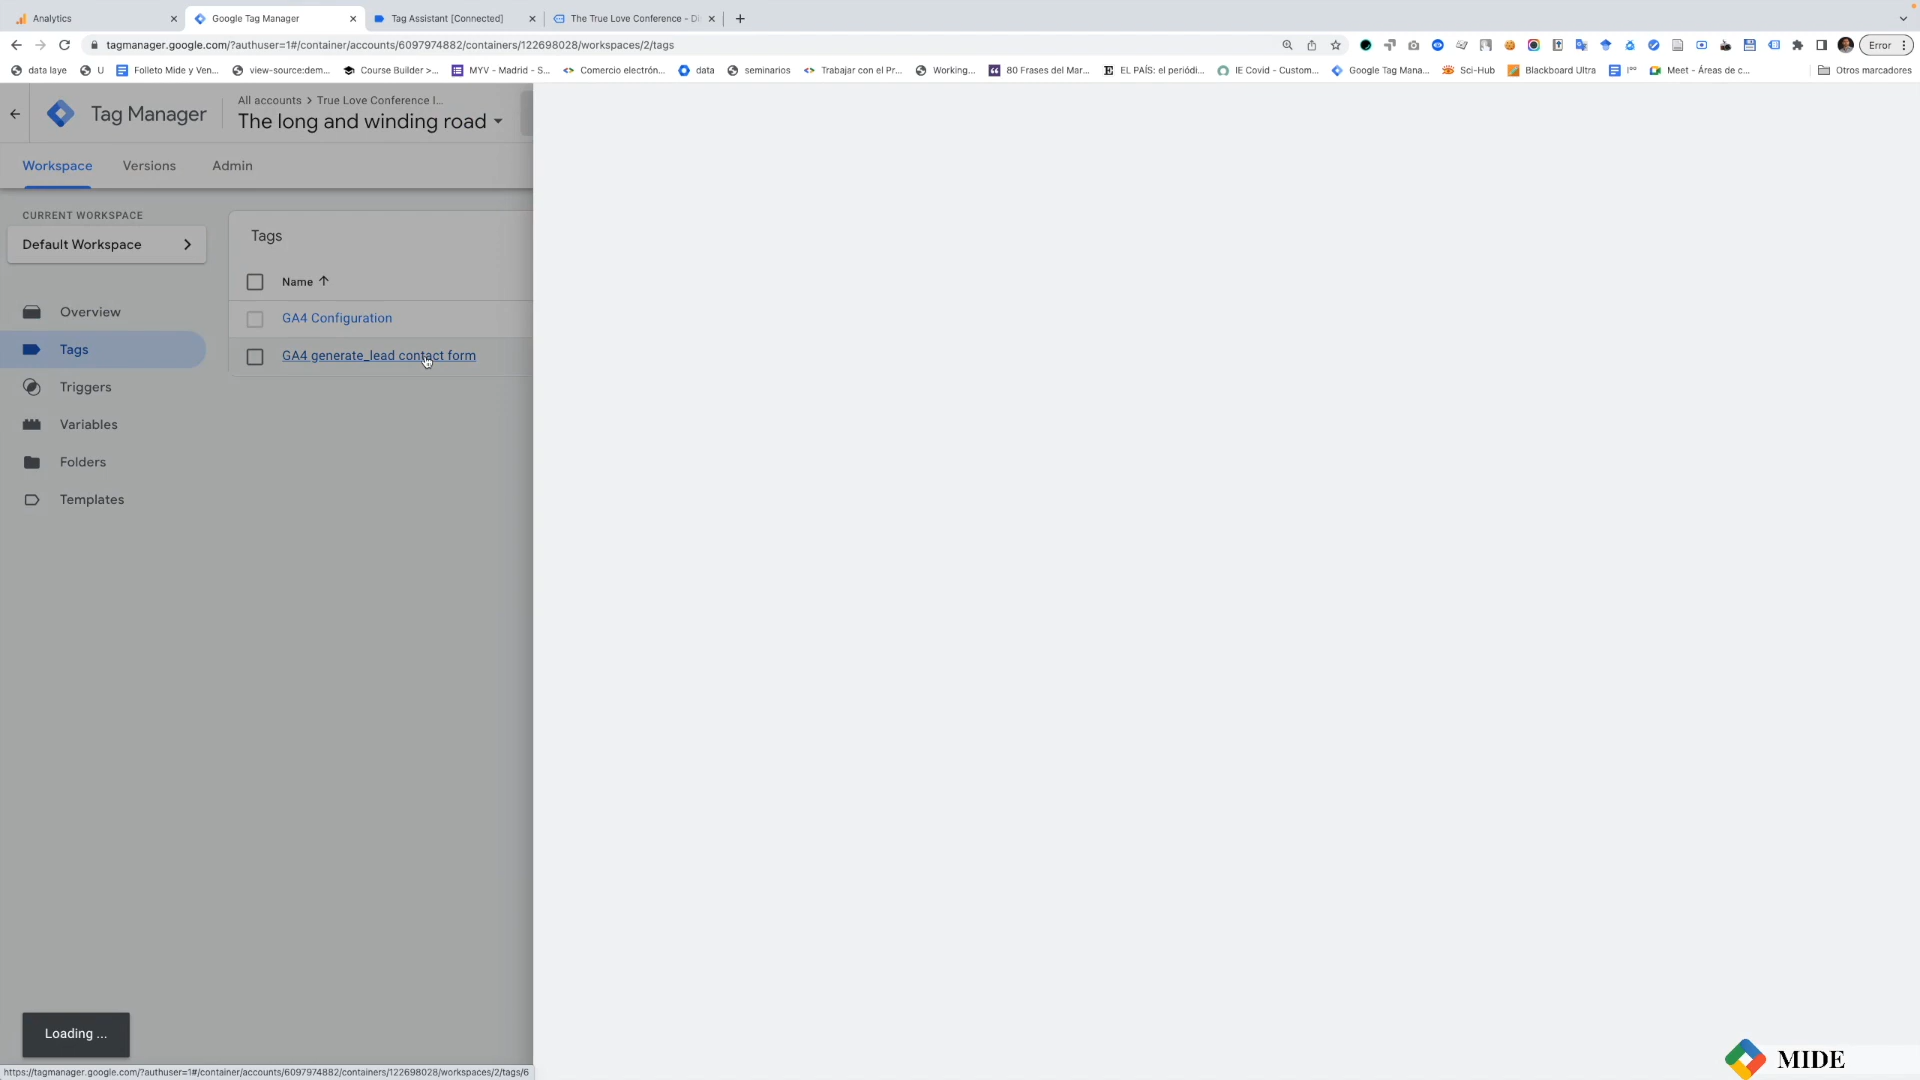 Analytics
Google Tag Manager
Tag Assistant [Connected]
The True Love Conference - Di
tagmanager.google.com/?authuser=1#/container/accounts/6097974882/containers/122698028/workspaces/2/tags
Error
data laye
U
Folleto Mide y Ven...
view-source:dem...
Course Builder >...
MYV - Madrid - S...
Comercio electrón...
data
seminarios
Trabajar con el Pr...
Working...
80 Frases del Mar...
EL PAÍS: el periódi...
IE Covid - Custom...
Google Tag Mana...
Sci-Hub
Blackboard Ultra
Meet - Áreas de c...
Otros marcadores
Tag Manager
All accounts > True Love Conference I...
The long and winding road
Workspace
Versions
Admin
CURRENT WORKSPACE
Default Workspace
Overview
Tags
Triggers
Variables
Folders
Templates
Tags
Name
GA4 Configuration
GA4 generate_lead contact form
Loading ...
https://tagmanager.google.com/?authuser=1#/container/accounts/6097974882/containers/122698028/workspaces/2/tags/6
MIDE